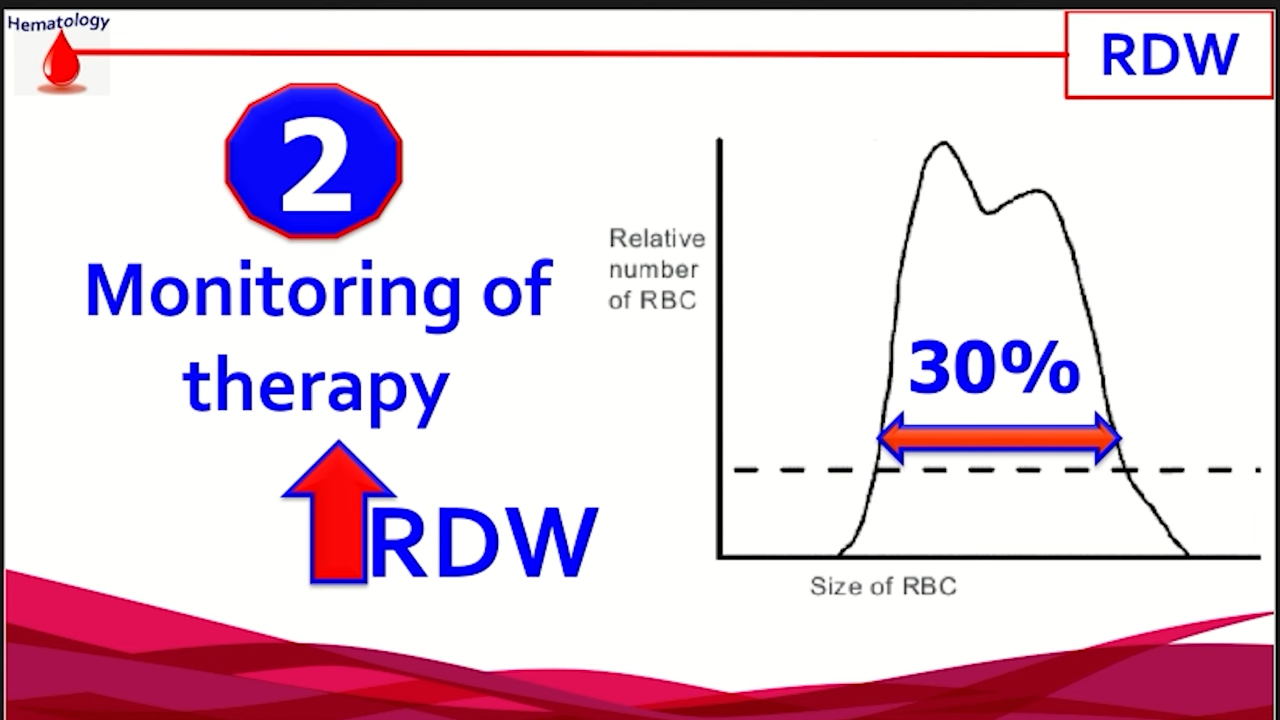 Hematology
RDW
2
Monitoring of
therapy
RDW
Relative
number
of RBC
30%
Size of RBC